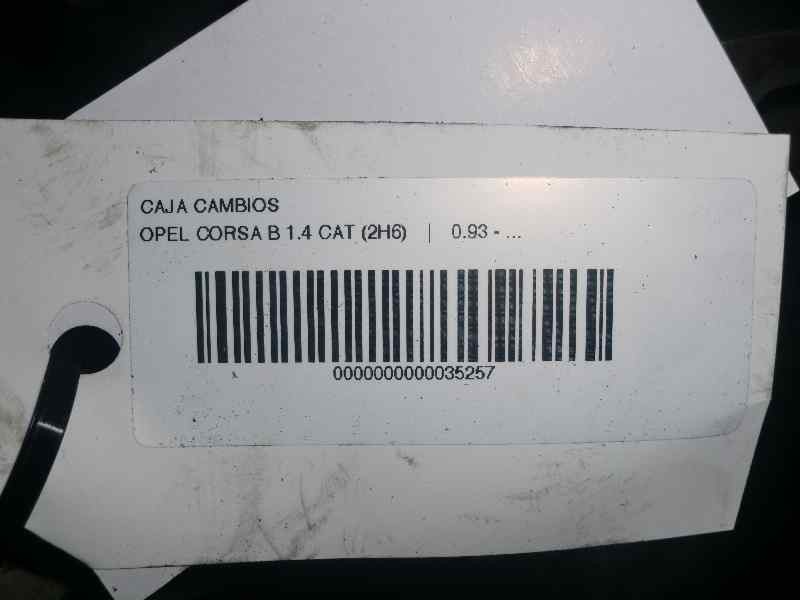 CAJA CAMBIOS
OPEL CORSA B 1.4 CAT (2H6) | 0.93 - ...
0000000000035257